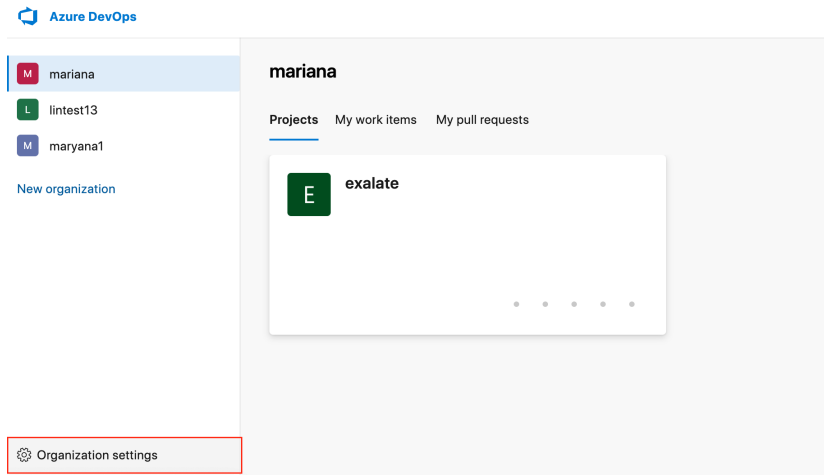 Azure DevOps
M mariana
L lintest13
M maryana1
New organization
Organization settings
mariana
Projects My work items My pull requests
E exalate